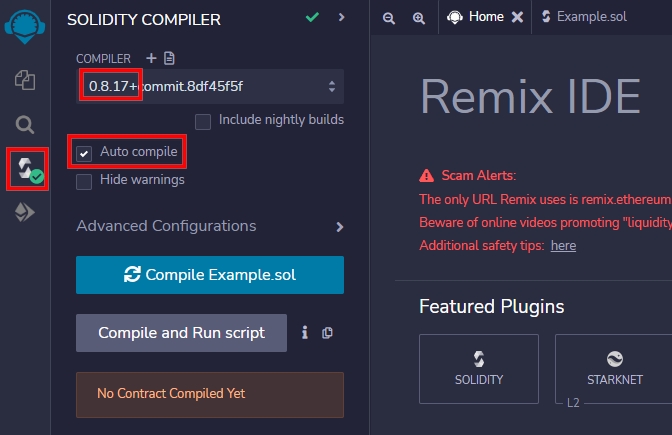 SOLIDITY COMPILER
COMPILER
0.8.17+commit.8df45f5f
Include nightly builds
Auto compile
Hide warnings
Advanced Configurations
Compile Example.sol
Compile and Run script
No Contract Compiled Yet
Home
Example.sol
Remix IDE
Scam Alerts:
The only URL Remix uses is remix.ethereum
Beware of online videos promoting "liquidity
Additional safety tips: here
Featured Plugins
SOLIDITY
STARKNET
L2